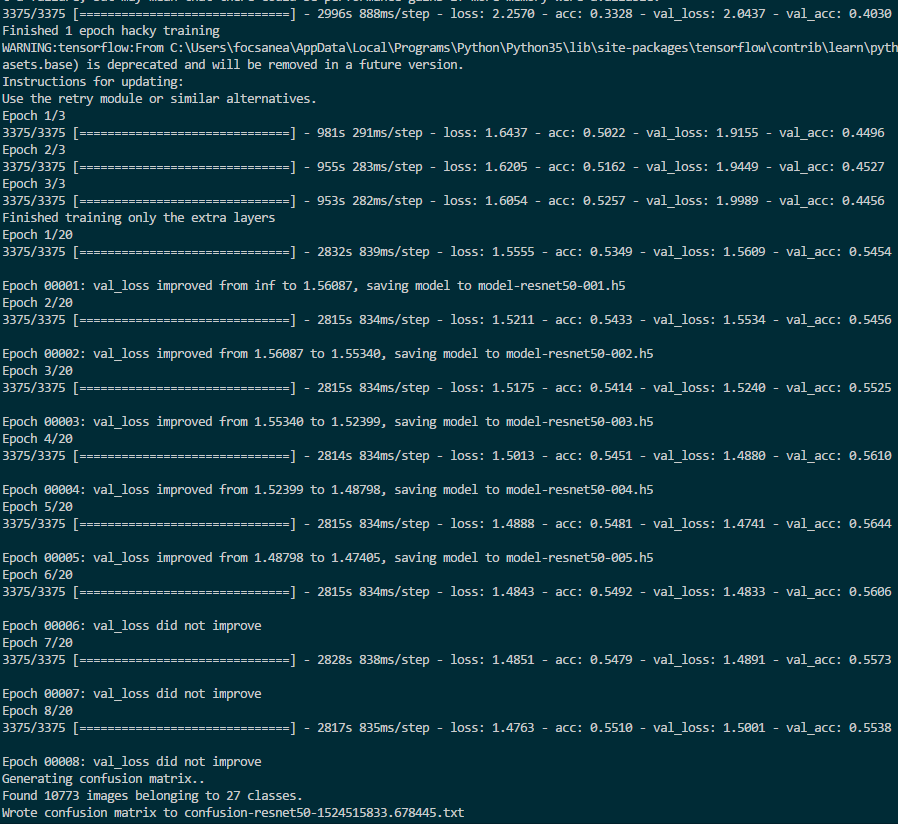 3375/3375 [==============================] - 2996s 888ms/step - loss: 2.2570 - acc: 0.3328 - val_loss: 2.0437 - val_acc: 0.4030
Finished 1 epoch hacky training
WARNING:tensorflow:From C:\Users\focsanea\AppData\Local\Programs\Python\Python35\lib\site-packages\tensorflow\contrib\learn\pyth
asets.base) is deprecated and will be removed in a future version.
Instructions for updating:
Use the retry module or similar alternatives.
Epoch 1/3
3375/3375 [==============================] - 981s 291ms/step - loss: 1.6437 - acc: 0.5022 - val_loss: 1.9155 - val_acc: 0.4496
Epoch 2/3
3375/3375 [==============================] - 955s 283ms/step - loss: 1.6205 - acc: 0.5162 - val_loss: 1.9449 - val_acc: 0.4527
Epoch 3/3
3375/3375 [==============================] - 953s 282ms/step - loss: 1.6054 - acc: 0.5257 - val_loss: 1.9989 - val_acc: 0.4456
Finished training only the extra layers
Epoch 1/20
3375/3375 [==============================] - 2832s 839ms/step - loss: 1.5555 - acc: 0.5349 - val_loss: 1.5609 - val_acc: 0.5454
Epoch 00001: val_loss improved from inf to 1.56087, saving model to model-resnet50-001.h5
Epoch 2/20
3375/3375 [==============================] - 2815s 834ms/step - loss: 1.5211 - acc: 0.5433 - val_loss: 1.5534 - val_acc: 0.5456
Epoch 00002: val_loss improved from 1.56087 to 1.55340, saving model to model-resnet50-002.h5
Epoch 3/20
3375/3375 [==============================] - 2815s 834ms/step - loss: 1.5175 - acc: 0.5414 - val_loss: 1.5240 - val_acc: 0.5525
Epoch 00003: val_loss improved from 1.55340 to 1.52399, saving model to model-resnet50-003.h5
Epoch 4/20
3375/3375 [==============================] - 2814s 834ms/step - loss: 1.5013 - acc: 0.5451 - val_loss: 1.4880 - val_acc: 0.5610
Epoch 00004: val_loss improved from 1.52399 to 1.48798, saving model to model-resnet50-004.h5
Epoch 5/20
3375/3375 [==============================] - 2815s 834ms/step - loss: 1.4888 - acc: 0.5481 - val_loss: 1.4741 - val_acc: 0.5644
Epoch 00005: val_loss improved from 1.48798 to 1.47405, saving model to model-resnet50-005.h5
Epoch 6/20
3375/3375 [==============================] - 2815s 834ms/step - loss: 1.4843 - acc: 0.5492 - val_loss: 1.4833 - val_acc: 0.5606
Epoch 00006: val_loss did not improve
Epoch 7/20
3375/3375 [==============================] - 2828s 838ms/step - loss: 1.4851 - acc: 0.5479 - val_loss: 1.4891 - val_acc: 0.5573
Epoch 00007: val_loss did not improve
Epoch 8/20
3375/3375 [==============================] - 2817s 835ms/step - loss: 1.4763 - acc: 0.5510 - val_loss: 1.5001 - val_acc: 0.5538
Epoch 00008: val_loss did not improve
Generating confusion matrix..
Found 10773 images belonging to 27 classes.
Wrote confusion matrix to confusion-resnet50-1524515833.678445.txt